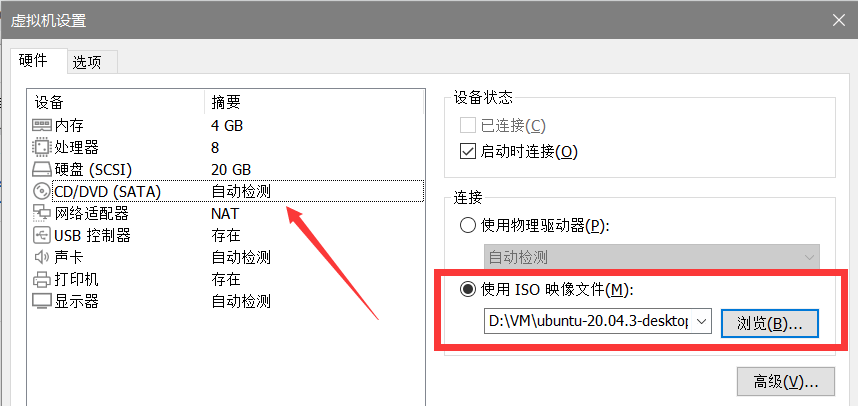 虚拟机设置
硬件 选项
设备 摘要
内存 4 GB
处理器 8
硬盘 (SCSI) 20 GB
CD/DVD (SATA) 自动检测
网络适配器 NAT
USB 控制器 存在
声卡 自动检测
打印机 存在
显示器 自动检测
设备状态
已连接(C)
启动时连接(O)
连接
使用物理驱动器(P):
自动检测
使用 ISO 映像文件(M):
D:\VM\ubuntu-20.04.3-desktop
浏览(B)...
高级(V)...